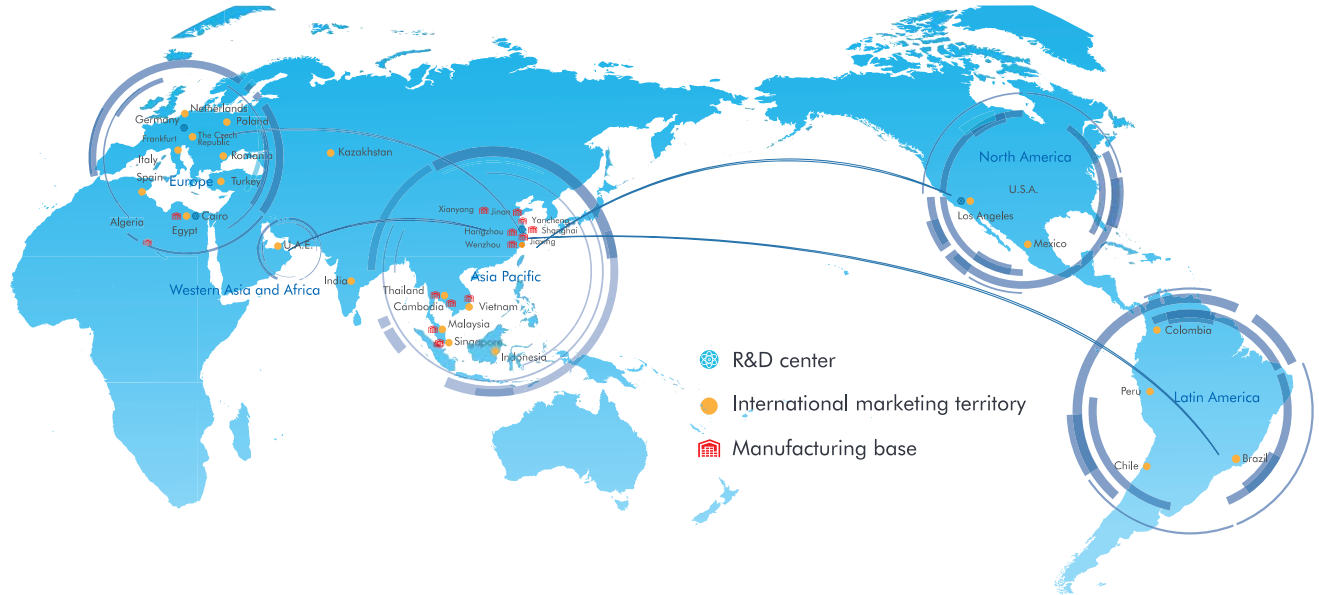 Netherlands
Germany
Poland
Frankfurt
The Czech
Republic
Italy
Romania
Kazakhstan
Spain
Europe
Turkey
Algeria
Cairo
Egypt
U.A.E.
Western Asia and Africa
India
Xianyang
Jinan
Yancheng
Hangzhou
Shanghai
Wenzhou
Jiaxing
Asia Pacific
Thailand
Cambodia
Vietnam
Malaysia
Singapore
Indonesia
North America
U.S.A.
Los Angeles
Mexico
Colombia
Peru
Latin America
Chile
Brazil
R&D center
International marketing territory
Manufacturing base